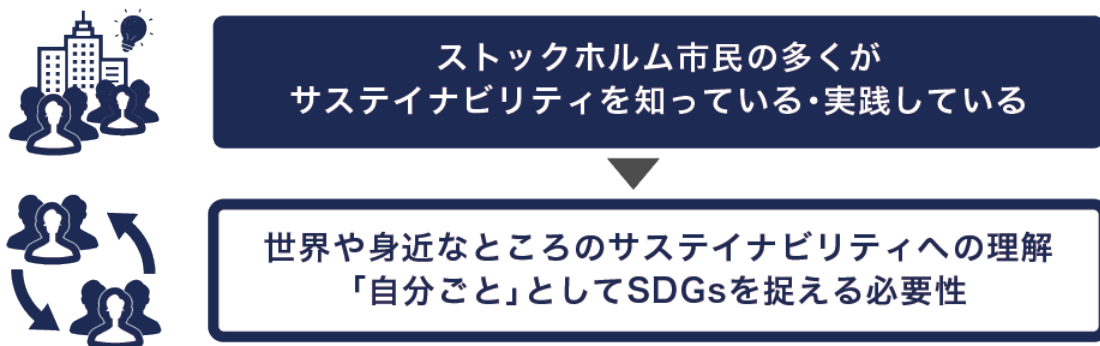 ストックホルム市民の多くが
サステイナビリティを知っている・実践している
世界や身近なところのサステイナビリティへの理解
「自分ごと」としてSDGsを捉える必要性